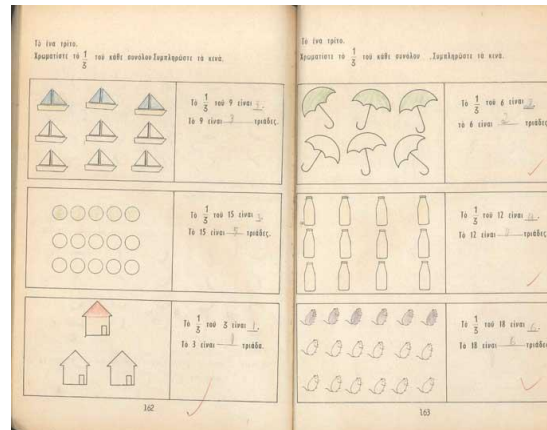 Τὸ ἕνα τρίτο.
Χρωματίστε τὸ 1/3 τοῦ κάθε συνόλου. Συμπληρῶστε τὰ κενά.
Τὸ 1/3 τοῦ 9 εἶναι
Τὸ 9 εἶναι 3 τριάδες.
Τὸ 1/3 τοῦ 15 εἶναι 5.
Τὸ 15 εἶναι 5 τριάδες.
Τὸ 1/3 τοῦ 3 εἶναι 1.
Τὸ 3 εἶναι 1 τριάδα.
162
Τὸ ἕνα τρίτο.
Χρωματίστε τὸ 1/3 τοῦ κάθε συνόλου. Συμπληρῶστε τὰ κενά.
Τὸ 1/3 τοῦ 6 εἶναι
τὸ 6 εἶναι 2 τριάδες.
Τὸ 1/3 τοῦ 12 εἶναι 4.
Τὸ 12 εἶναι τριάδες.
Τὸ 1/3 τοῦ 18 εἶναι 6.
Τὸ 18 εἶναι 6 τριάδες.
163